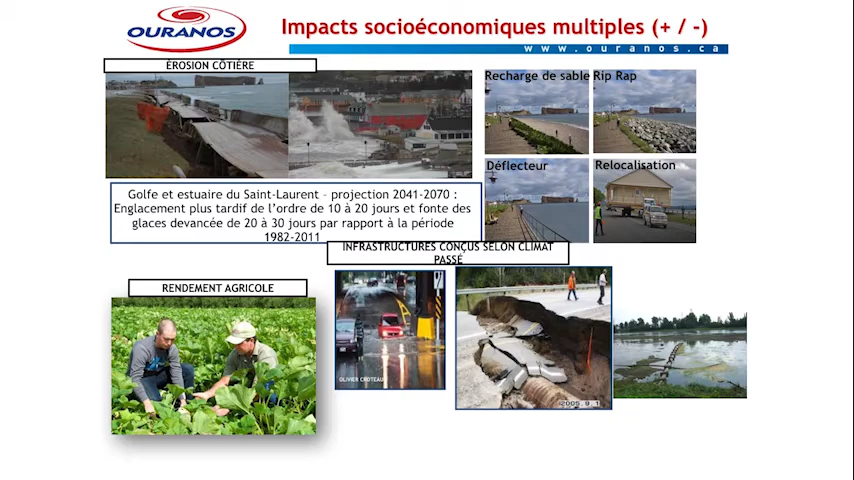 OURANOS
Impacts socioéconomiques multiples (+ / -)
www.ouranos.ca
ÉROSION CÔTIÈRE
Recharge de sable
Rip Rap
Déflecteur
Relocalisation
Golfe et estuaire du Saint-Laurent – projection 2041-2070 :
Englacement plus tardif de l'ordre de 10 à 20 jours et fonte des
glaces devancée de 20 à 30 jours par rapport à la période
1982-2011
INFRASTRUCTURES CONÇUS SELON CLIMAT
PASSÉ
RENDEMENT AGRICOLE
OLIVIER CROTEAU
2005.8.1